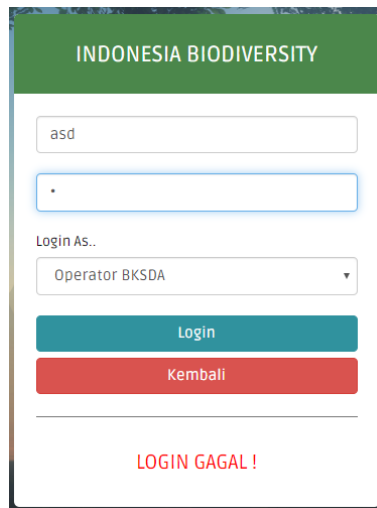 INDONESIA BIODIVERSITY
asd
•
Login As..
Operator BKSDA
Login
Kembali
LOGIN GAGAL !